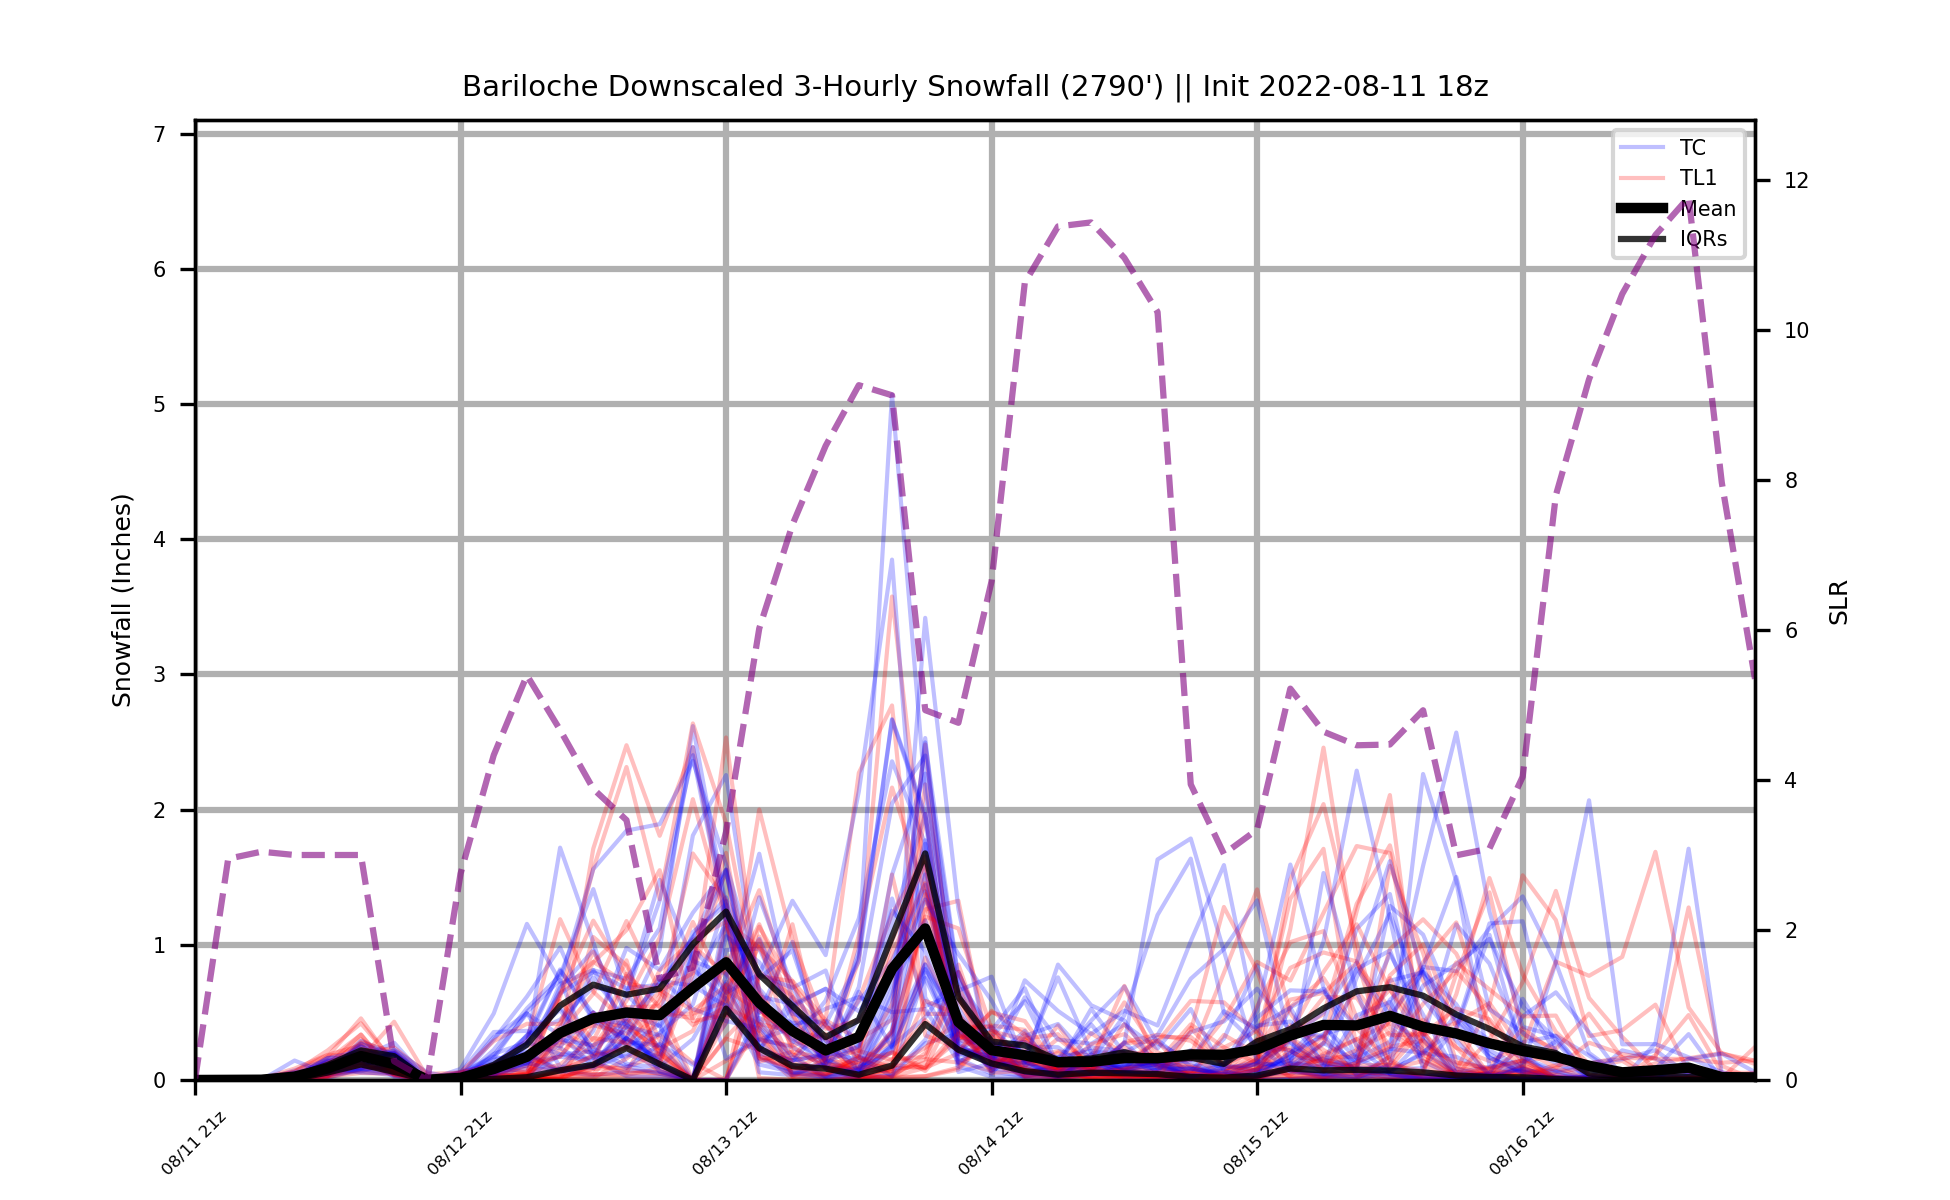 Bariloche Downscaled 3-Hourly Snowfall (2790') || Init 2022-08-11 18z
7
6
5
4
3
2
1
0
Snowfall (Inches)
TC
TL1
Mean
IQRs
12
10
8
6
4
2
0
SLR
08/11 21z
08/12 21z
08/13 21z
08/14 21z
08/15 21z
08/16 21z